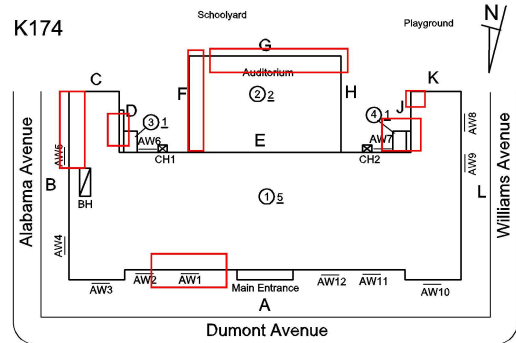 Schoolyard
K174
Playground
N
G
C
K
Auditorium
F
② 2
H
D
J
③ 1
④ 1
AW6
AW7
AW8
E
CH1
CH2
AW5
AW9
Alabama Avenue
B
BH
L
Williams Avenue
① 5
AW4
AW3
AW2
AW1
Main Entrance
AW12
AW11
AW10
A
Dumont Avenue